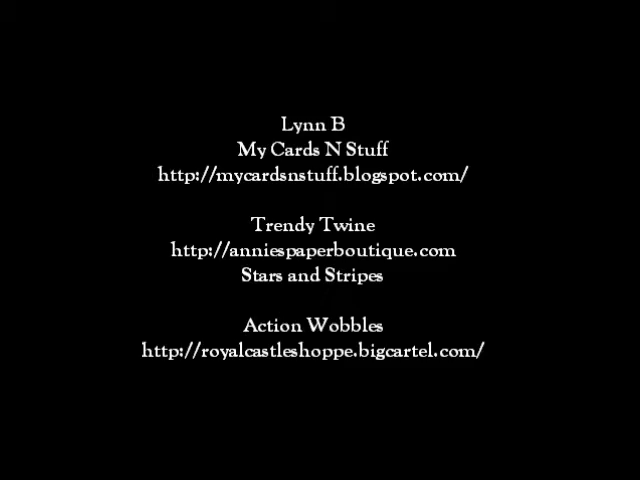 Lynn B
My Cards N Stuff
http://mycardsnstuff.blogspot.com/
Trendy Twine
http://anniespaperboutique.com
Stars and Stripes
Action Wobbles
http://royalcastleshoppe.bigcartel.com/